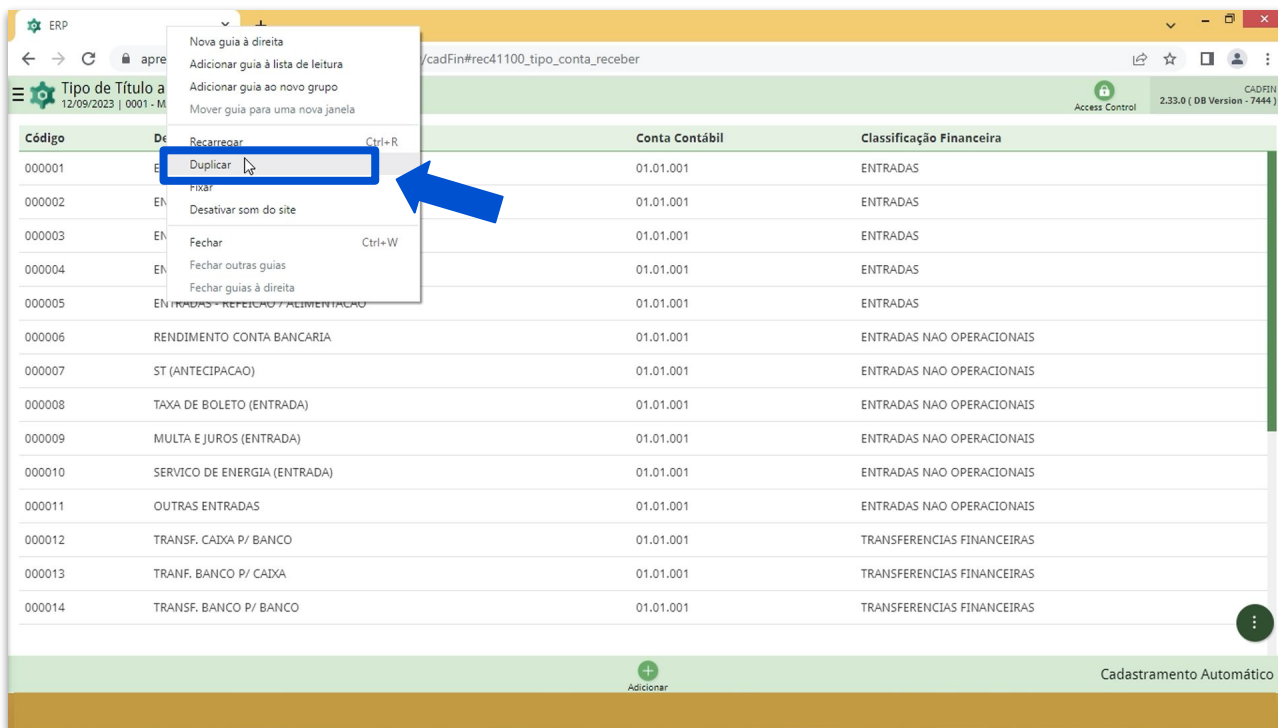 ERP
apre
/cadFin#rec41100_tipo_conta_receber
Nova guia à direita
Adicionar guia à lista de leitura
Adicionar guia ao novo grupo
Mover guia para uma nova janela
Recarregar Ctrl+R
Duplicar
Fixar
Desativar som do site
Fechar Ctrl+W
Fechar outras guias
Fechar guias à direita
Tipo de Título a
12/09/2023 | 0001 - M
Access Control
CADFIN
2.33.0 ( DB Version - 7444 )
Código De Conta Contábil Classificação Financeira
000001 E 01.01.001 ENTRADAS
000002 EN 01.01.001 ENTRADAS
000003 EN 01.01.001 ENTRADAS
000004 EN 01.01.001 ENTRADAS
000005 ENTRADAS - REFEICAO / ALIMENTACAO 01.01.001 ENTRADAS
000006 RENDIMENTO CONTA BANCARIA 01.01.001 ENTRADAS NAO OPERACIONAIS
000007 ST (ANTECIPACAO) 01.01.001 ENTRADAS NAO OPERACIONAIS
000008 TAXA DE BOLETO (ENTRADA) 01.01.001 ENTRADAS NAO OPERACIONAIS
000009 MULTA E JUROS (ENTRADA) 01.01.001 ENTRADAS NAO OPERACIONAIS
000010 SERVICO DE ENERGIA (ENTRADA) 01.01.001 ENTRADAS NAO OPERACIONAIS
000011 OUTRAS ENTRADAS 01.01.001 ENTRADAS NAO OPERACIONAIS
000012 TRANSF. CAIXA P/ BANCO 01.01.001 TRANSFERENCIAS FINANCEIRAS
000013 TRANF. BANCO P/ CAIXA 01.01.001 TRANSFERENCIAS FINANCEIRAS
000014 TRANSF. BANCO P/ BANCO 01.01.001 TRANSFERENCIAS FINANCEIRAS
Adicionar
Cadastramento Automático